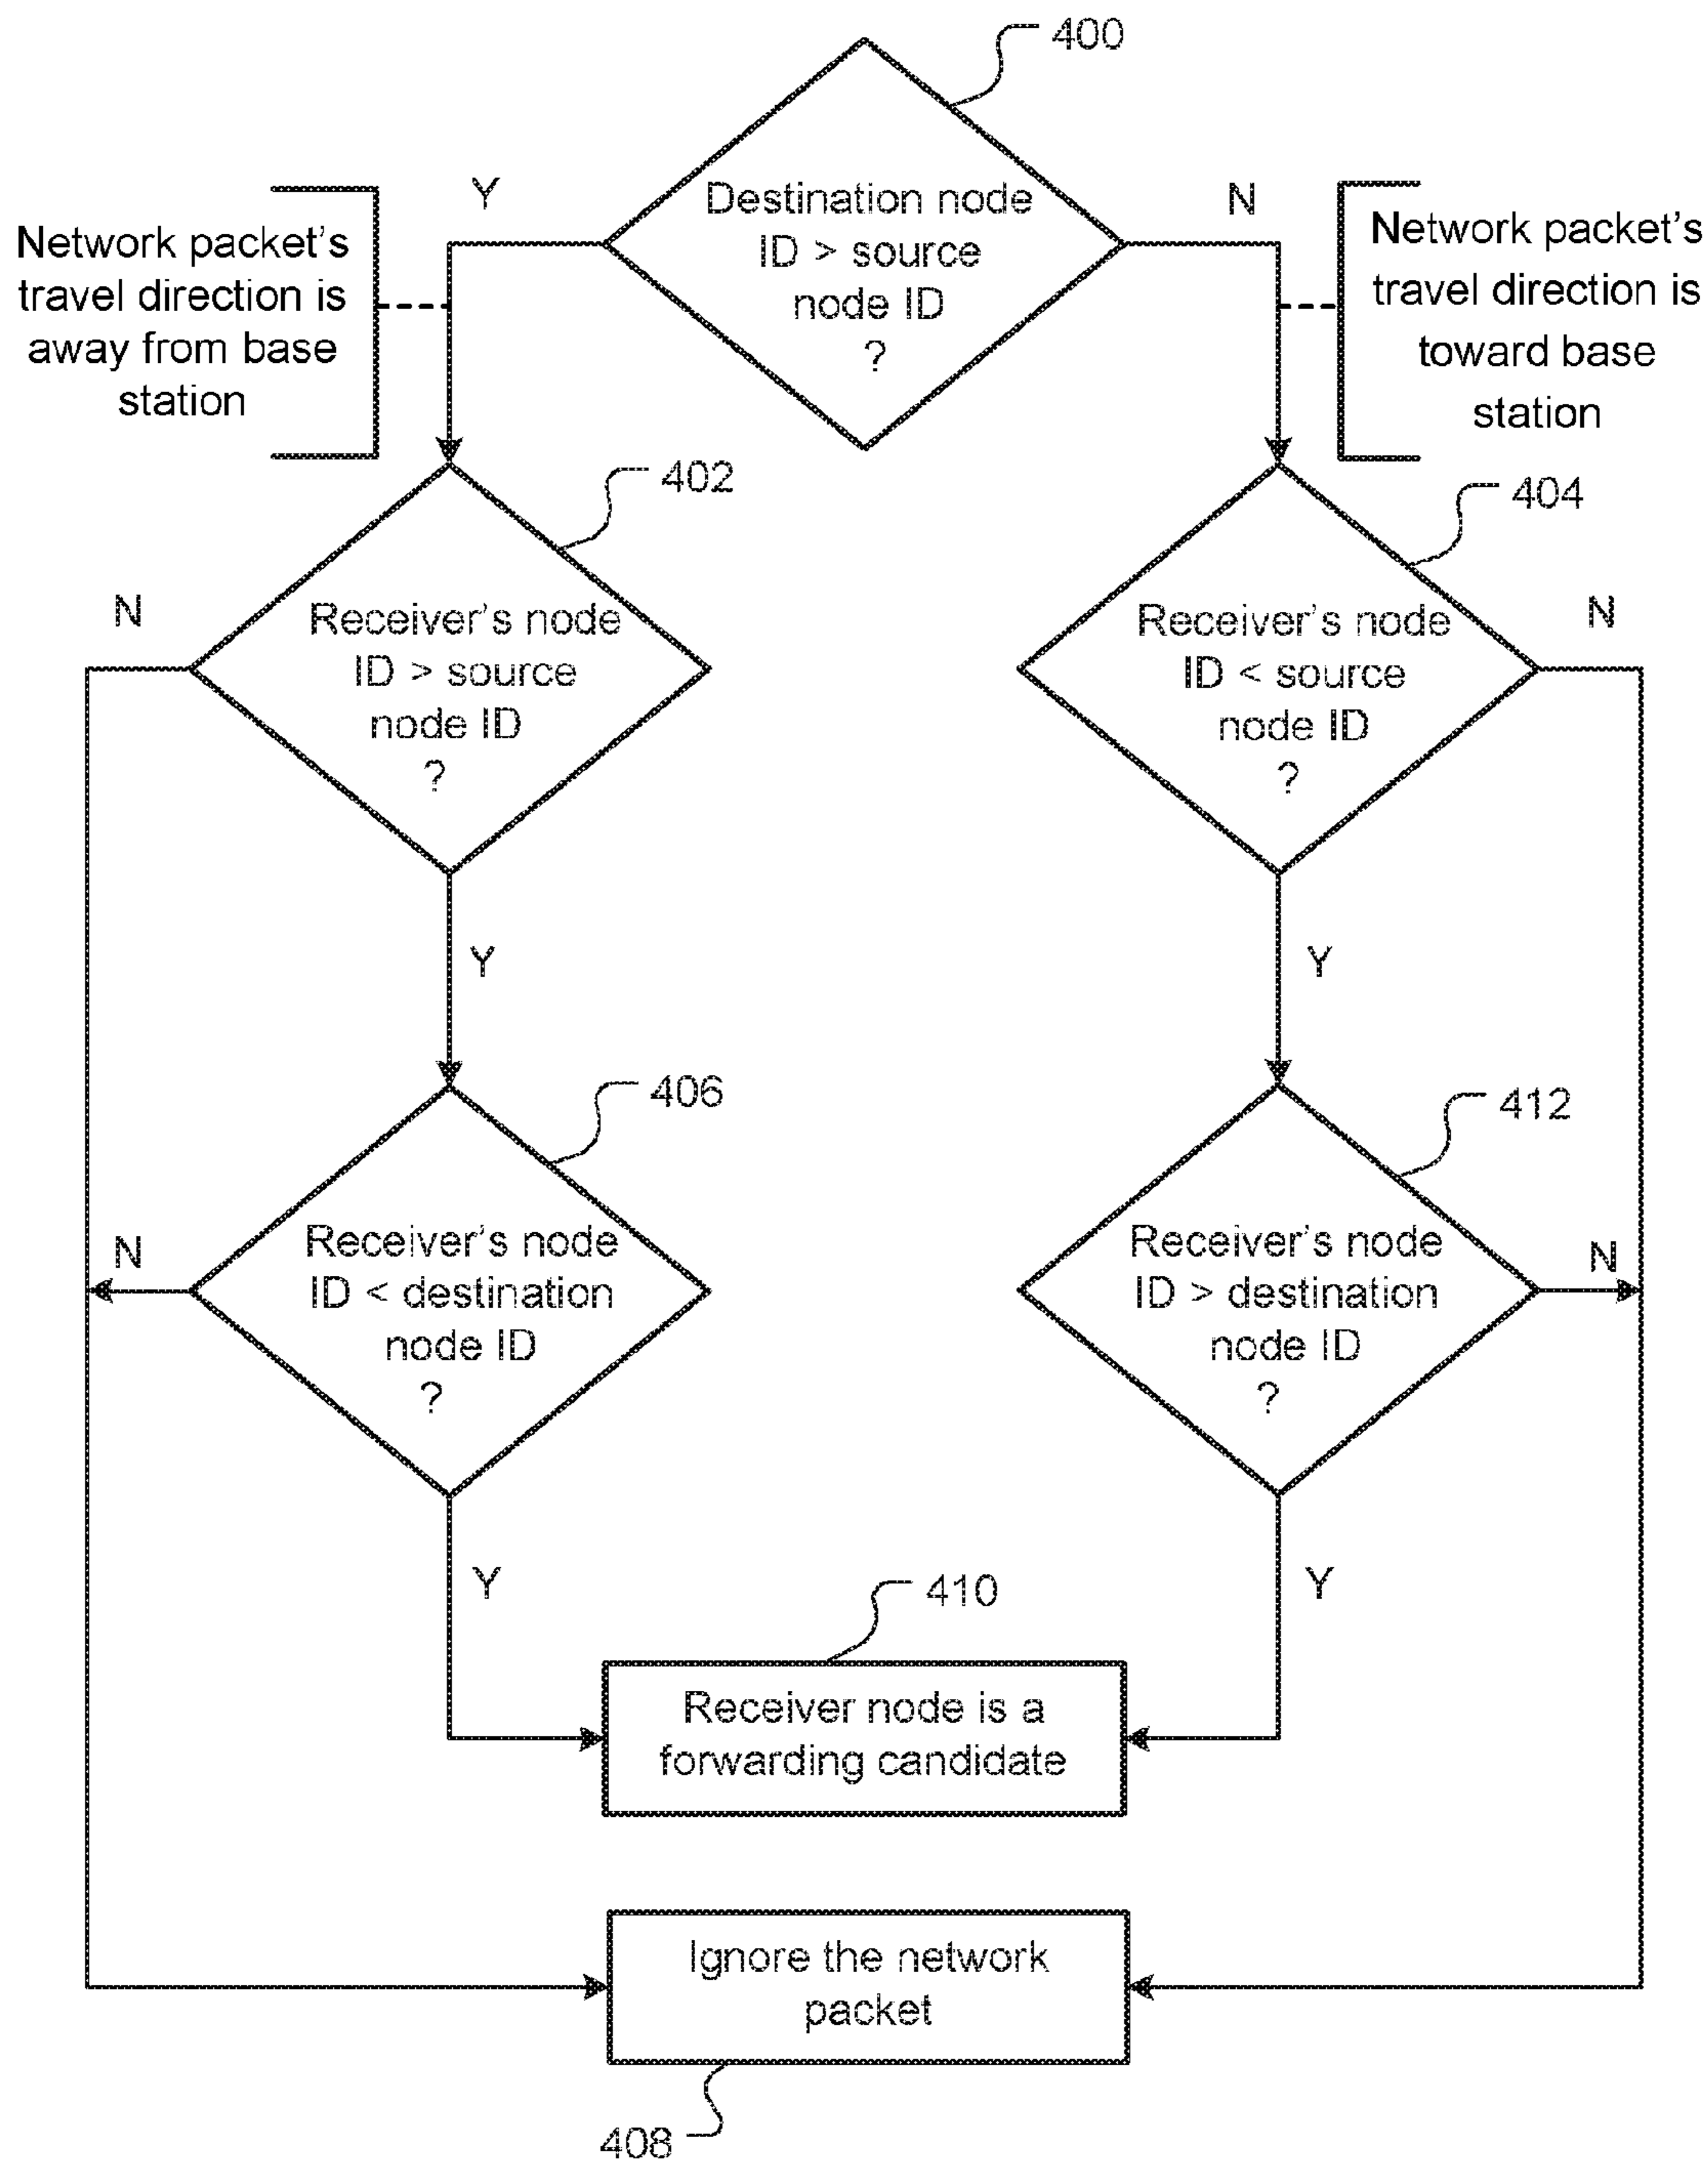 400
Y
Destination node
ID > source
node ID
?
N
Network packet's
travel direction is
away from base
station
Network packet's
travel direction is
toward base
station
402
404
N
Receiver's node
ID > source
node ID
?
Receiver's node
ID < source
node ID
?
N
Y
Y
406
412
N
Receiver's node
ID < destination
node ID
?
Receiver's node
ID > destination
node ID
?
N
Y
Y
410
Receiver node is a
forwarding candidate
Ignore the network
packet
408